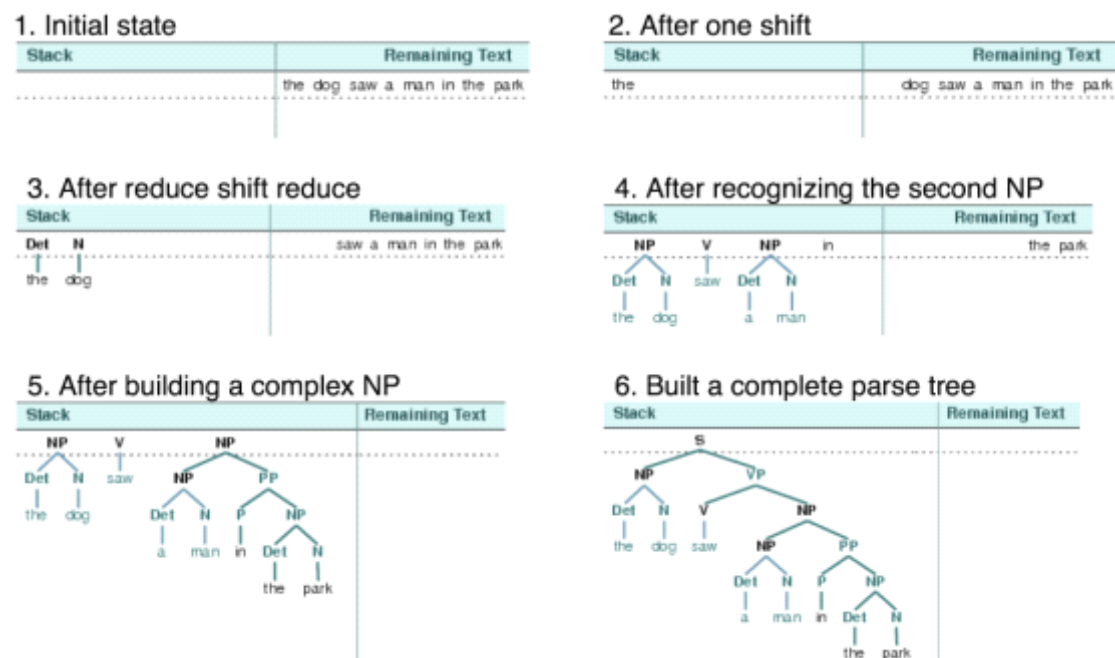 1. Initial state
Stack Remaining Text
the dog saw a man in the park
2. After one shift
Stack Remaining Text
the dog saw a man in the park
3. After reduce shift reduce
Stack Remaining Text
Det N saw a man in the park
the dog
4. After recognizing the second NP
Stack Remaining Text
NP V NP in the park
Det N saw Det N
the dog a man
5. After building a complex NP
Stack Remaining Text
NP V NP
Det N saw NP PP
the dog Det N P NP
a man in Det N
the park
6. Built a complete parse tree
Stack Remaining Text
S
NP VP
Det N V NP
the dog saw NP PP
Det N P NP
a man in Det N
the park